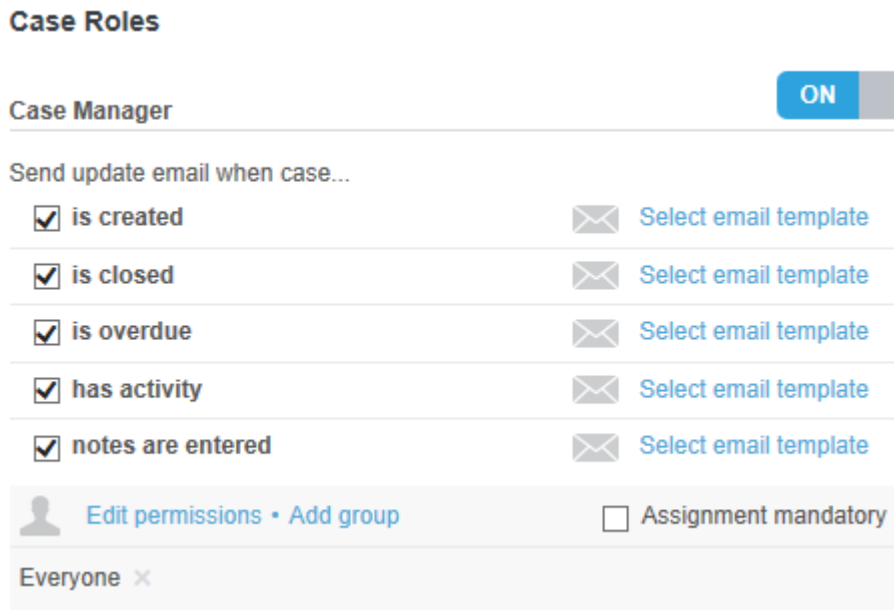 Case Roles
Case Manager ON
Send update email when case...
is created Select email template
is closed Select email template
is overdue Select email template
has activity Select email template
notes are entered Select email template
Edit permissions • Add group Assignment mandatory
Everyone ×